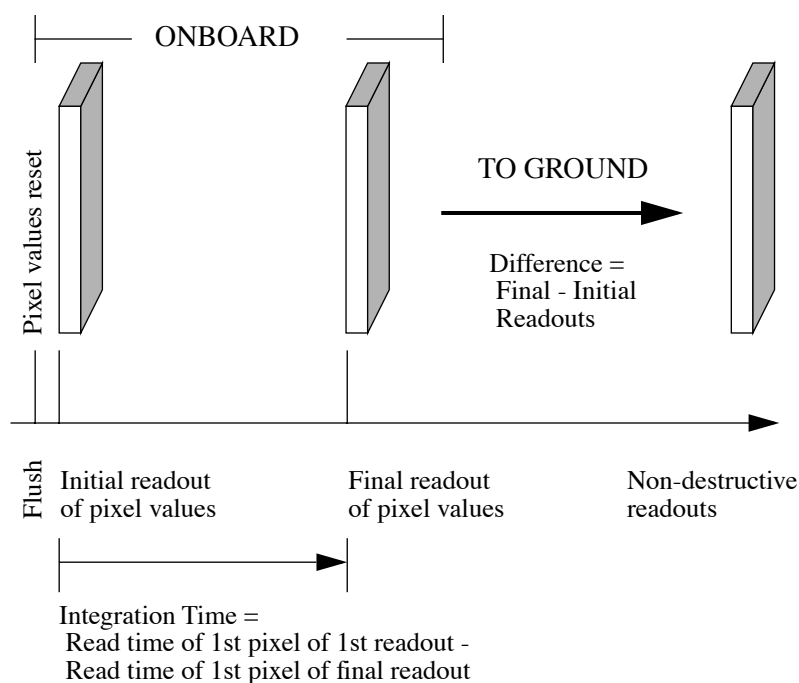 ONBOARD
Pixel values reset
TO GROUND
Difference =
Final - Initial
Readouts
Flush
Initial readout
of pixel values
Final readout
of pixel values
Non-destructive
readouts
Integration Time =
Read time of 1st pixel of 1st readout -
Read time of 1st pixel of final readout